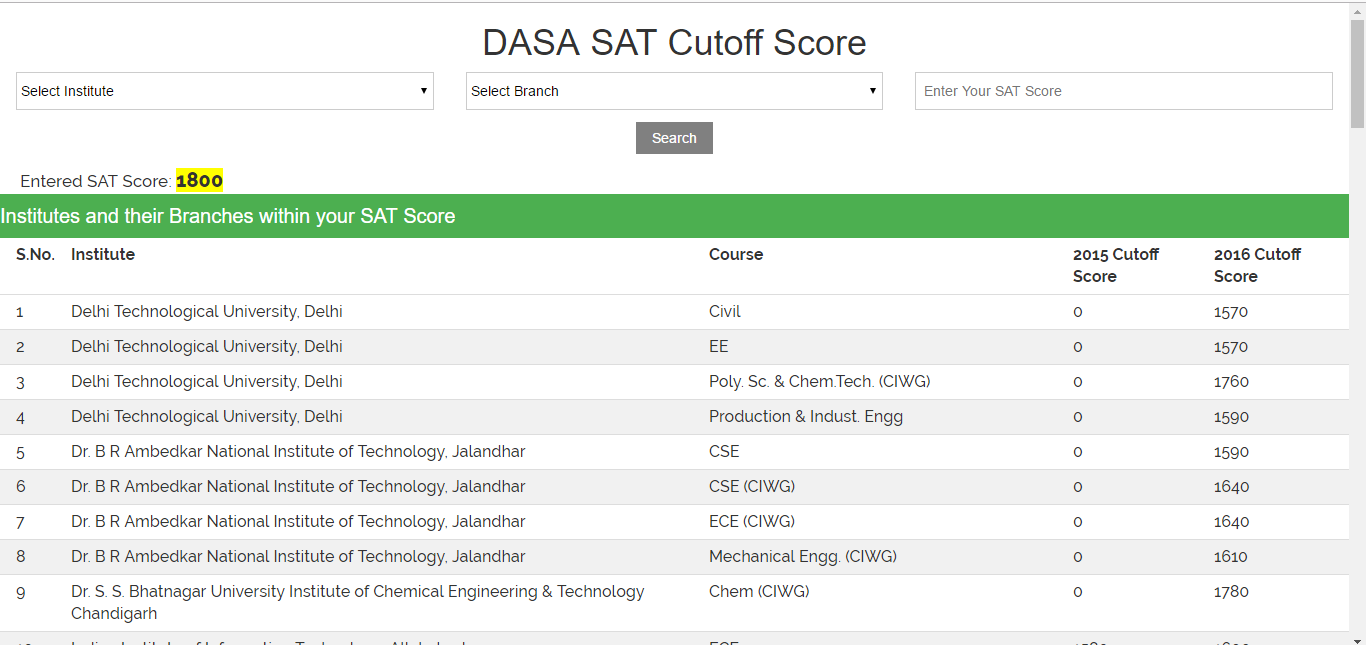 DASA SAT Cutoff Score
Select Institute Select Branch Enter Your SAT Score
Search
Entered SAT Score: 1800
Institutes and their Branches within your SAT Score
S.No. Institute Course 2015 Cutoff Score 2016 Cutoff Score
1 Delhi Technological University, Delhi Civil 0 1570
2 Delhi Technological University, Delhi EE 0 1570
3 Delhi Technological University, Delhi Poly. Sc. & Chem.Tech. (CIWG) 0 1760
4 Delhi Technological University, Delhi Production & Indust. Engg 0 1590
5 Dr. B R Ambedkar National Institute of Technology, Jalandhar CSE 0 1590
6 Dr. B R Ambedkar National Institute of Technology, Jalandhar CSE (CIWG) 0 1640
7 Dr. B R Ambedkar National Institute of Technology, Jalandhar ECE (CIWG) 0 1640
8 Dr. B R Ambedkar National Institute of Technology, Jalandhar Mechanical Engg. (CIWG) 0 1610
9 Dr. S. S. Bhatnagar University Institute of Chemical Engineering & Technology Chandigarh Chem (CIWG) 0 1780